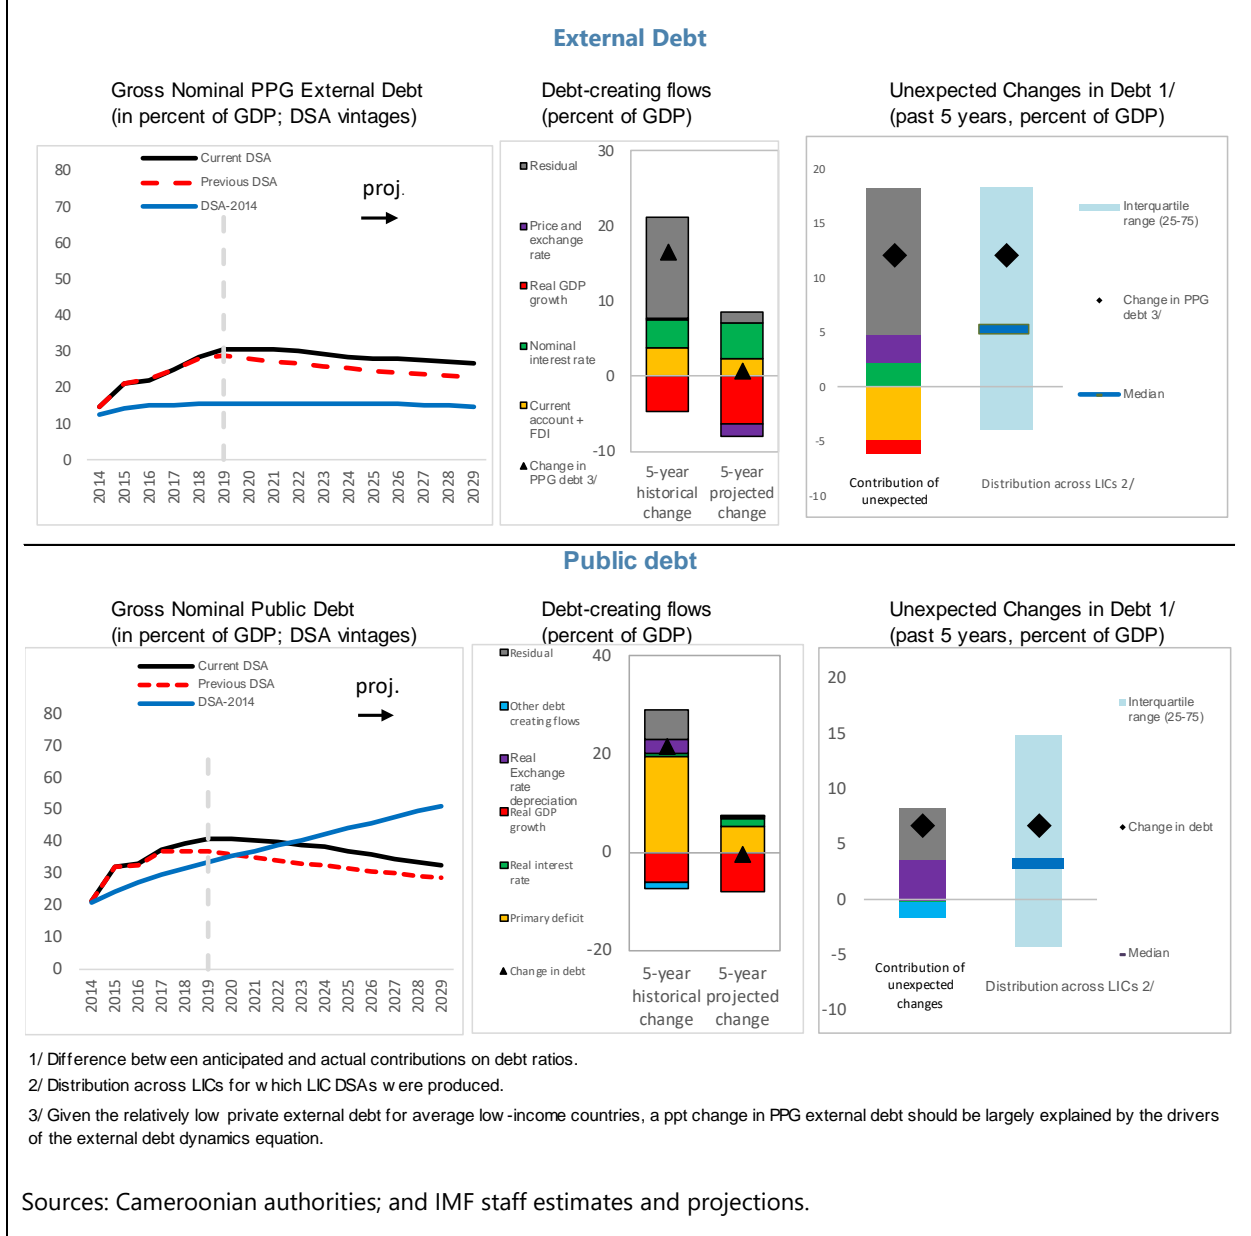 External Debt
Gross Nominal PPG External Debt
(in percent of GDP; DSA vintages)
Debt-creating flows
(percent of GDP)
Unexpected Changes in Debt 1/
(past 5 years, percent of GDP)
Current DSA
Previous DSA
DSA-2014
proj.
80
70
60
50
40
30
20
10
0
2014
2015
2016
2017
2018
2019
2020
2021
2022
2023
2024
2025
2026
2027
2028
2029
Residual
Price and
exchange
rate
Real GDP
growth
Nominal
interest rate
Current
account +
FDI
Change in
PPG debt 3/
30
20
10
0
-10
5-year
historical
change
5-year
projected
change
20
15
10
5
0
-5
-10
Contribution of
unexpected
Distribution across LICs 2/
Interquartile
range (25-75)
Change in PPG
debt 3/
Median
Public debt
Gross Nominal Public Debt
(in percent of GDP; DSA vintages)
Debt-creating flows
(percent of GDP)
Unexpected Changes in Debt 1/
(past 5 years, percent of GDP)
Current DSA
Previous DSA
DSA-2014
proj.
80
70
60
50
40
30
20
10
0
2014
2015
2016
2017
2018
2019
2020
2021
2022
2023
2024
2025
2026
2027
2028
2029
Residual
Other debt
creating flows
Real
Exchange
rate
depreciation
Real GDP
growth
Real interest
rate
Primary deficit
Change in debt
40
20
0
-20
5-year
historical
change
5-year
projected
change
20
15
10
5
0
-5
-10
Contribution of
unexpected
changes
Distribution across LICs 2/
Interquartile
range (25-75)
Change in debt
Median
1/ Difference between anticipated and actual contributions on debt ratios.
2/ Distribution across LICs for which LIC DSAs were produced.
3/ Given the relatively low private external debt for average low-income countries, a ppt change in PPG external debt should be largely explained by the drivers
of the external debt dynamics equation.
Sources: Cameroonian authorities; and IMF staff estimates and projections.